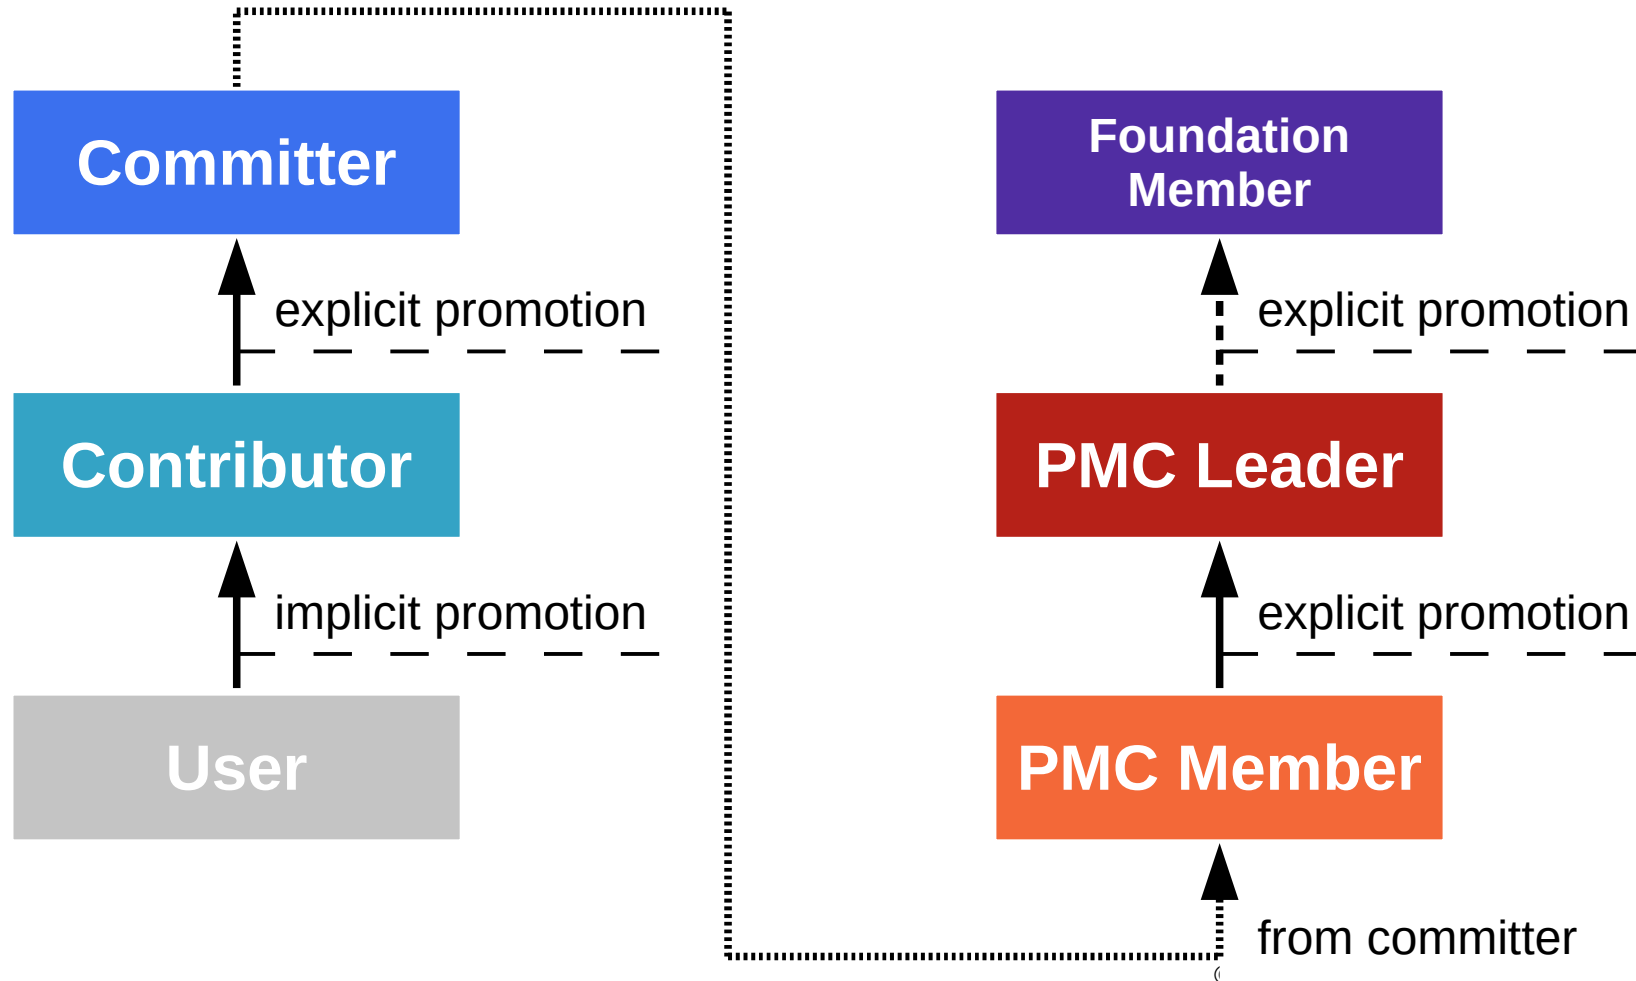 Committer
explicit promotion
Contributor
implicit promotion
User
Foundation
Member
explicit promotion
PMC Leader
explicit promotion
PMC Member
from committer